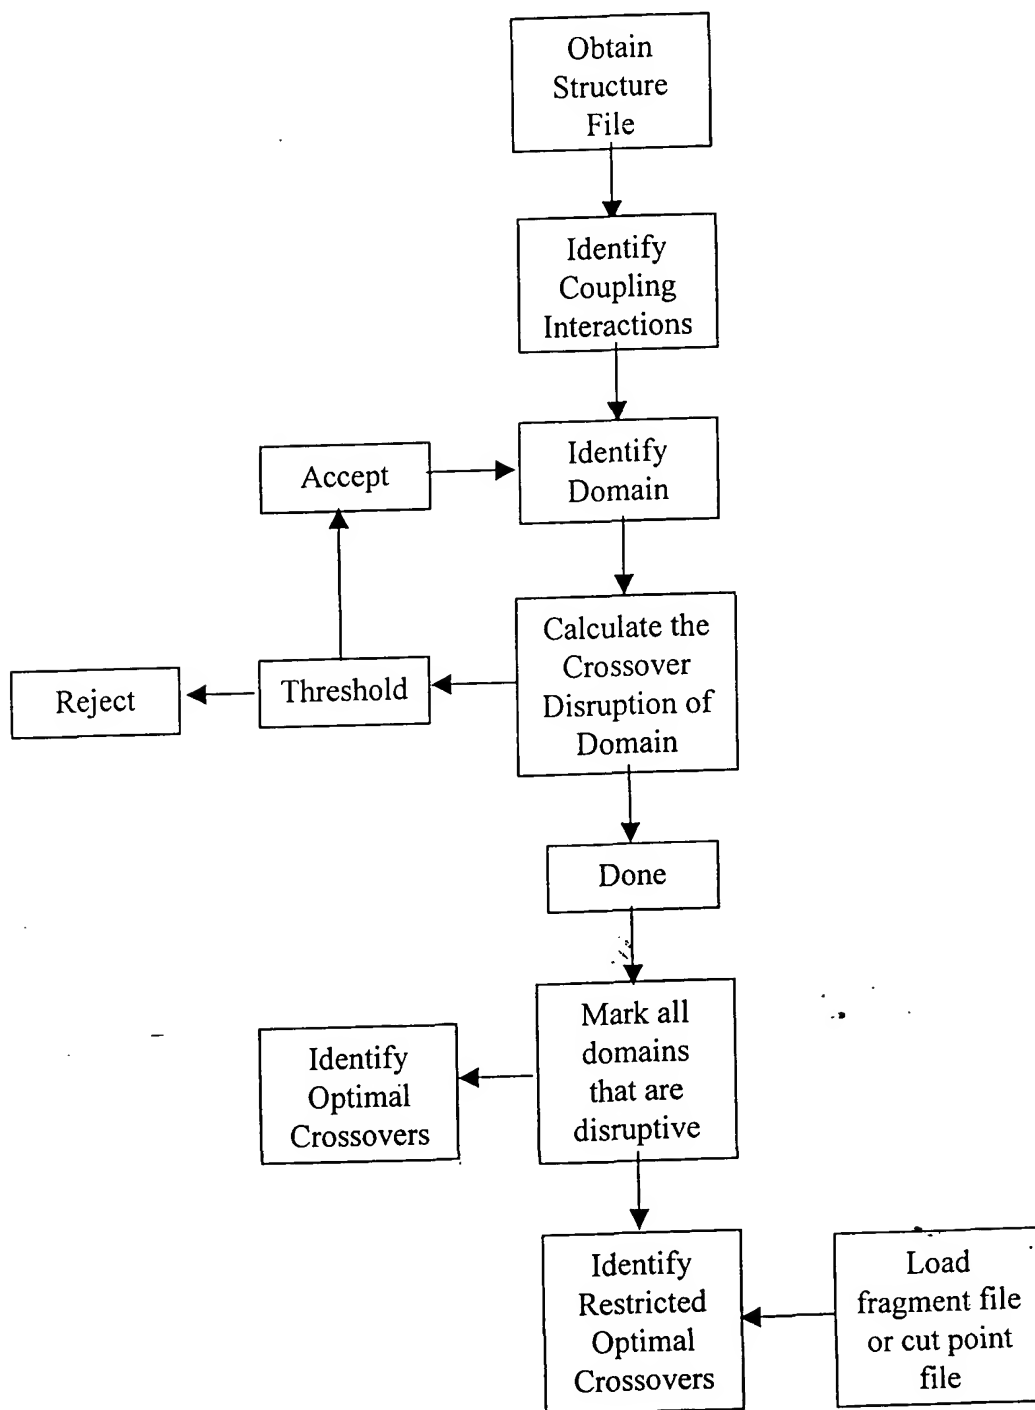 Obtain
Structure
File
Identify
Coupling
Interactions
Accept
Identify
Domain
Reject
Threshold
Calculate the
Crossover
Disruption of
Domain
Done
Identify
Optimal
Crossovers
Mark all
domains
that are
disruptive
Identify
Restricted
Optimal
Crossovers
Load
fragment file
or cut point
file